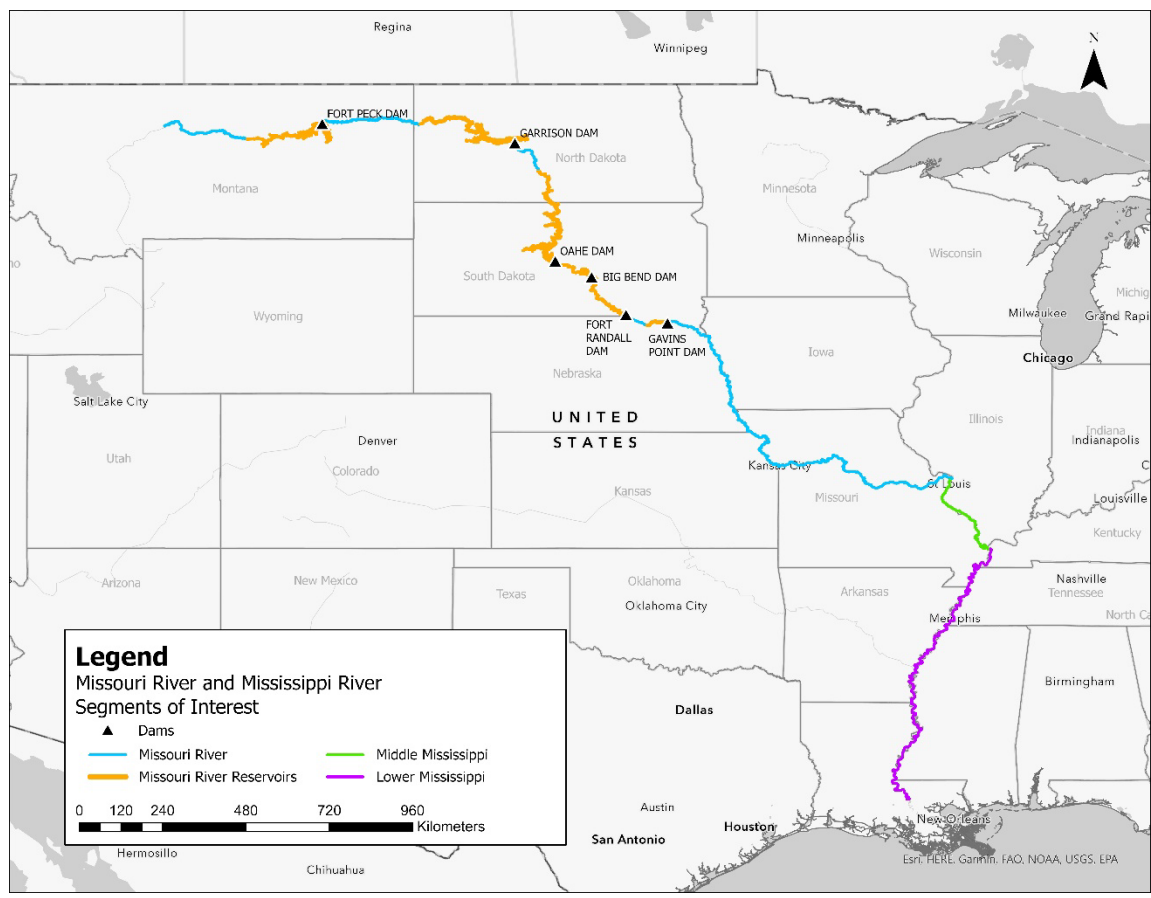 Regina
Winnipeg
N
FORT PECK DAM
GARRISON DAM
North Dakota
Montana
Minnesota
Minneapolis
OAHE DAM
Wisconsin
no
South Dakota
BIG BEND DAM
Michig
Wyoming
Milwaukee
Grand Rapi
FORT
RANDALL
DAM
GAVINS
POINT DAM
Iowa
Chicago
Nebraska
Salt Lake City
UNITED
STATES
Illinois
Indiana
Indianapolis
Denver
Utah
Colorado
Kansas City
C
St Louis
Kansas
Missouri
Louisville
Kentucky
Arizona
New Mexico
Texas
Oklahoma
Oklahoma City
Arkansas
Nashville
Tennessee
Memphis
North Ca
Birmingham
Dallas
Legend
Missouri River and Mississippi River
Segments of Interest
Dams
Missouri River
Middle Mississippi
Missouri River Reservoirs
Lower Mississippi
0 120 240 480 720 960
Kilometers
Austin
San Antonio
Houston
New Orleans
Hermosillo
Chihuahua
Esri, HERE, Garmin, FAO, NOAA, USGS, EPA